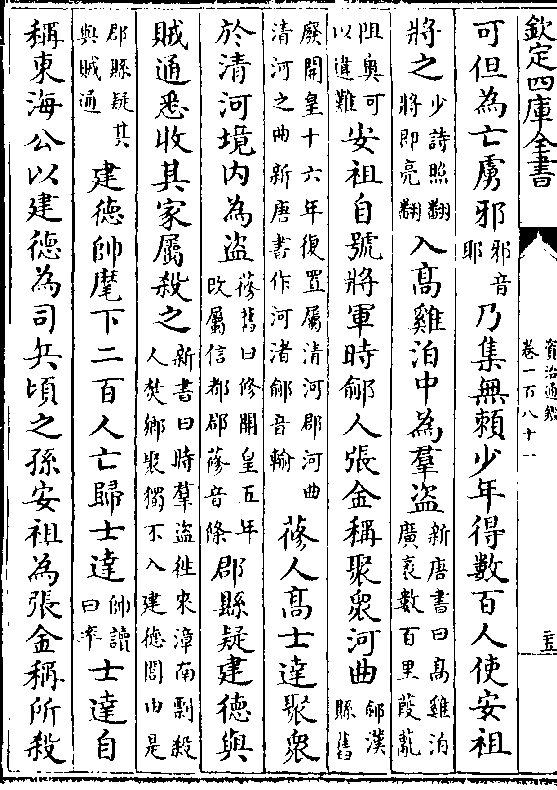 欽定四庫全書
資治通鑑
卷一百八十一
可但為亡虜邪邪音耶乃集無頼少年得數百人使安祖
將之少詩照翻將即亮翻入髙雞泊中為羣盜新唐書曰髙雞泊廣袤數百里葭薍
阻奥可以違難安祖自號將軍時鄃人張金稱聚衆河曲鄃漢縣舊
廢開皇十六年復置屬清河郡河曲清河之曲新唐書作河渚鄃音輸蓨人髙士達聚衆
於清河境内為盜蓨舊曰修開皇五年改屬信都郡蓨音條郡縣疑建德與
賊通悉收其家屬殺之新書曰時羣盜徃來漳南剽殺人焚鄉聚獨不入建德閭由是
郡縣疑其與賊通建德帥麾下二百人亡歸士達帥讀曰率士達自
稱東海公以建德為司兵頃之孫安祖為張金稱所殺